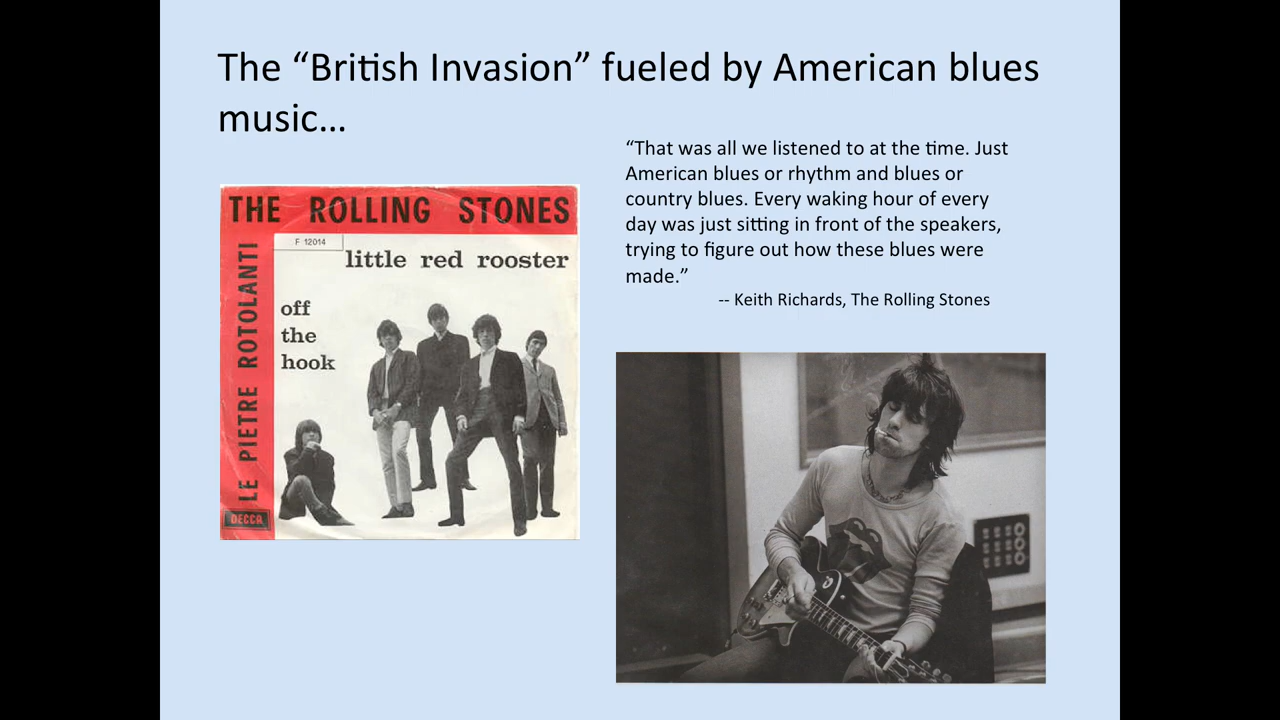 The “British Invasion” fueled by American blues
music…
“That was all we listened to at the time. Just
American blues or rhythm and blues or
country blues. Every waking hour of every
day was just sitting in front of the speakers,
trying to figure out how these blues were
made.”
-- Keith Richards, The Rolling Stones
THE ROLLING STONES
F 12014
little red rooster
off
the
hook
LE PIETRE ROTOLANTI
DECCA